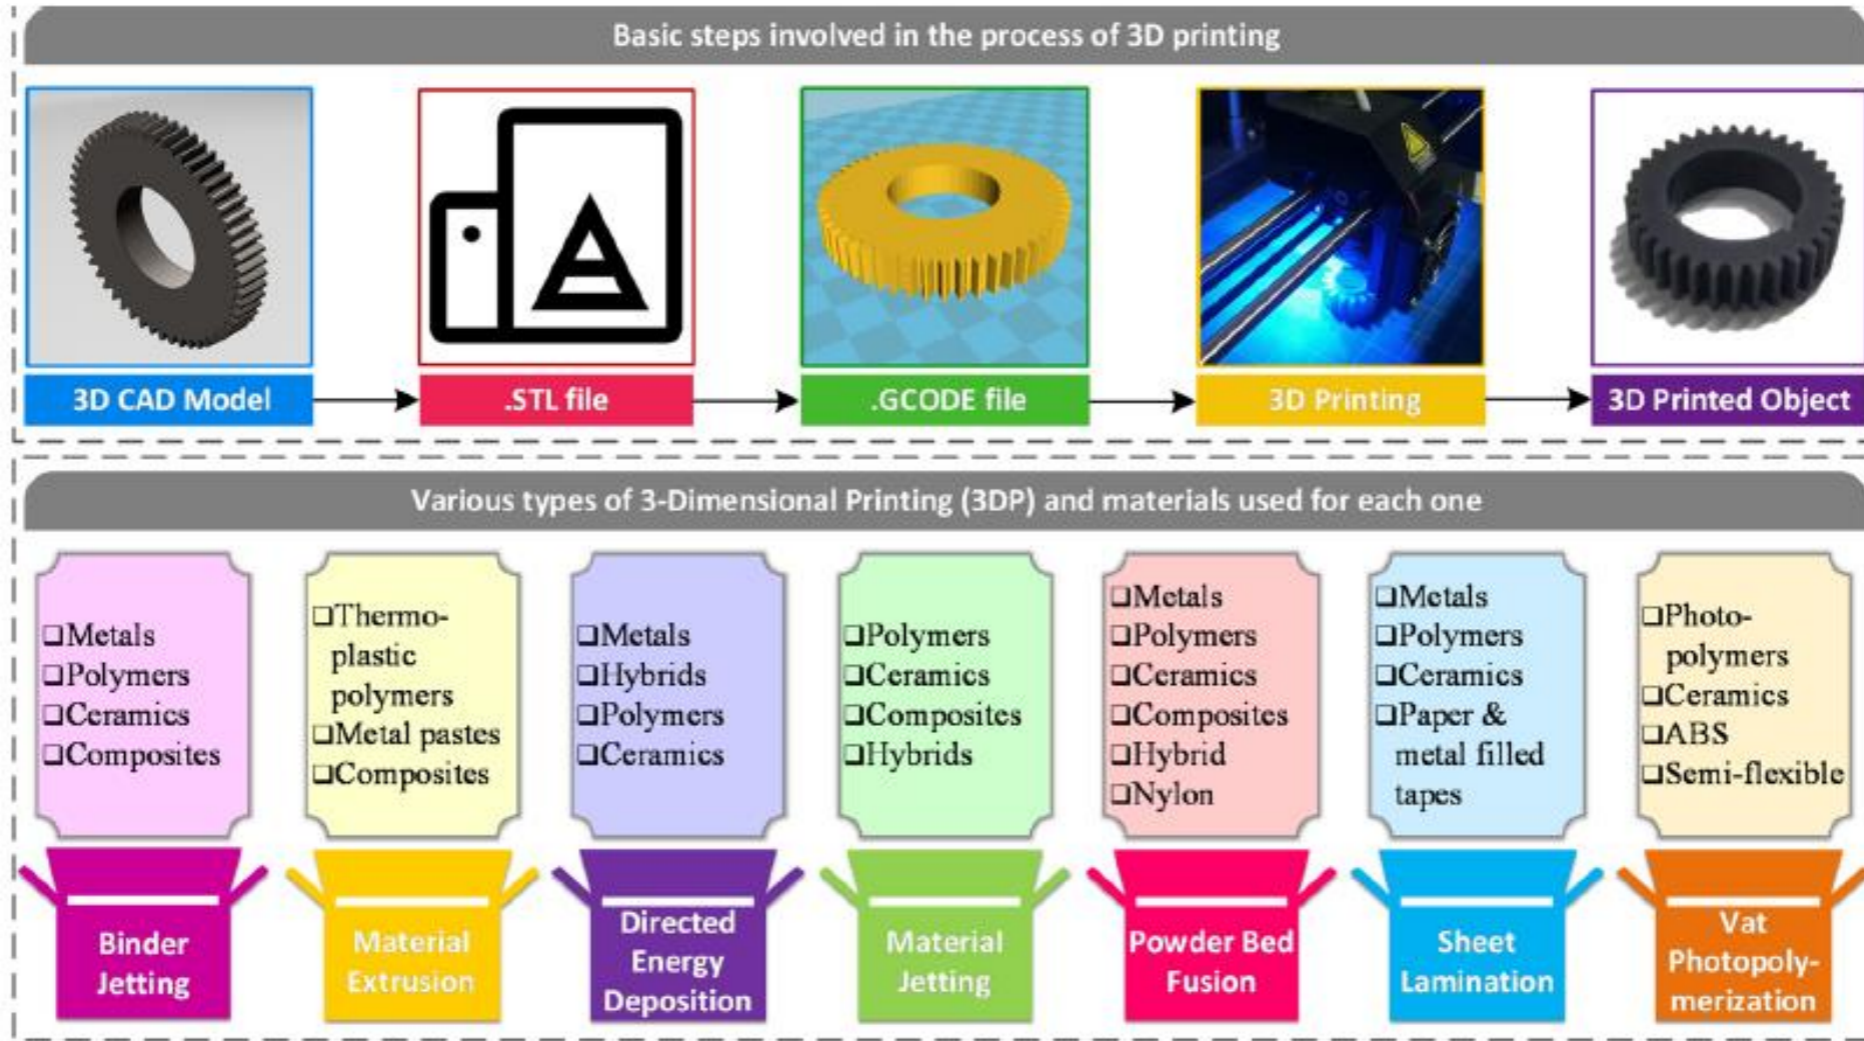 Basic steps involved in the process of 3D printing
3D CAD Model
.STL file
.GCODE file
3D Printing
3D Printed Object
Various types of 3-Dimensional Printing (3DP) and materials used for each one
❑Metals
❑Polymers
❑Ceramics
❑Composites
Binder
Jetting
❑Thermo-
plastic
polymers
❑Metal pastes
❑Composites
Material
Extrusion
❑Metals
❑Hybrids
❑Polymers
❑Ceramics
Directed
Energy
Deposition
❑Polymers
❑Ceramics
❑Composites
❑Hybrids
Material
Jetting
❑Metals
❑Polymers
❑Ceramics
❑Composites
❑Hybrid
❑Nylon
Powder Bed
Fusion
❑Metals
❑Polymers
❑Ceramics
❑Paper &
metal filled
tapes
Sheet
Lamination
❑Photo-
polymers
❑Ceramics
❑ABS
❑Semi-flexible
Vat
Photopoly-
merization